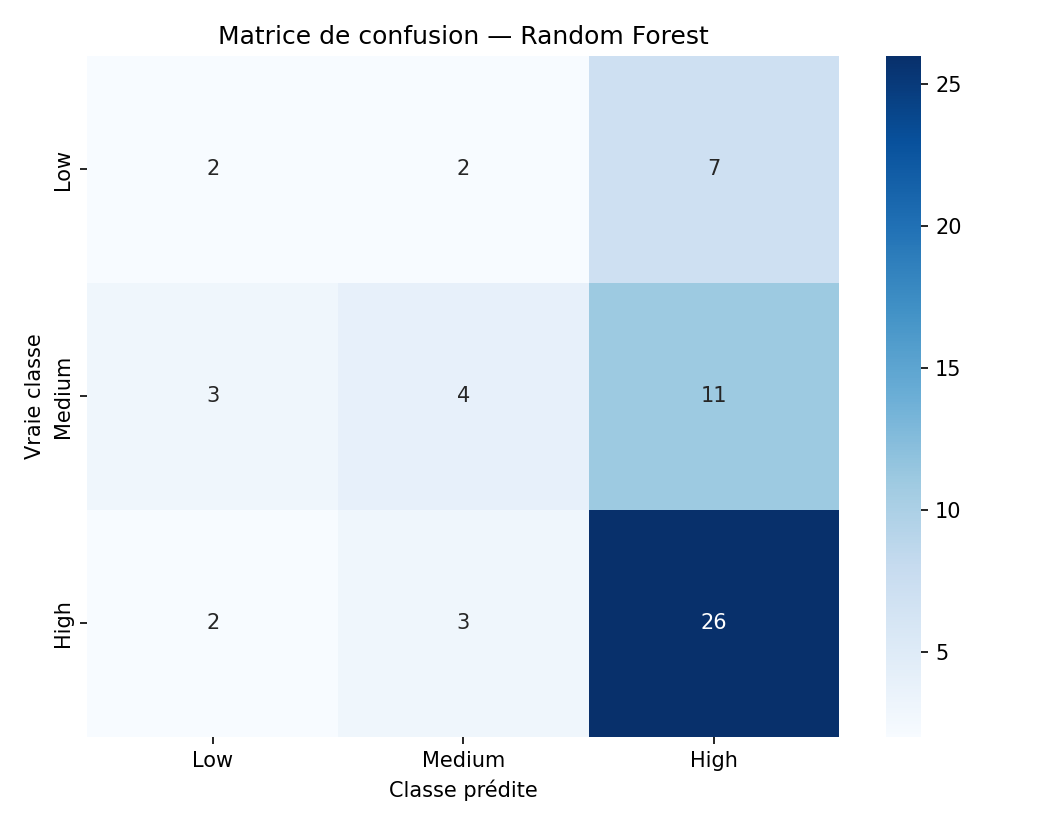 Matrice de confusion — Random Forest
Low
2
2
7
Vraie classe
Medium
3
4
11
High
2
3
26
Low
Medium
High
Classe prédite
25
20
15
10
5